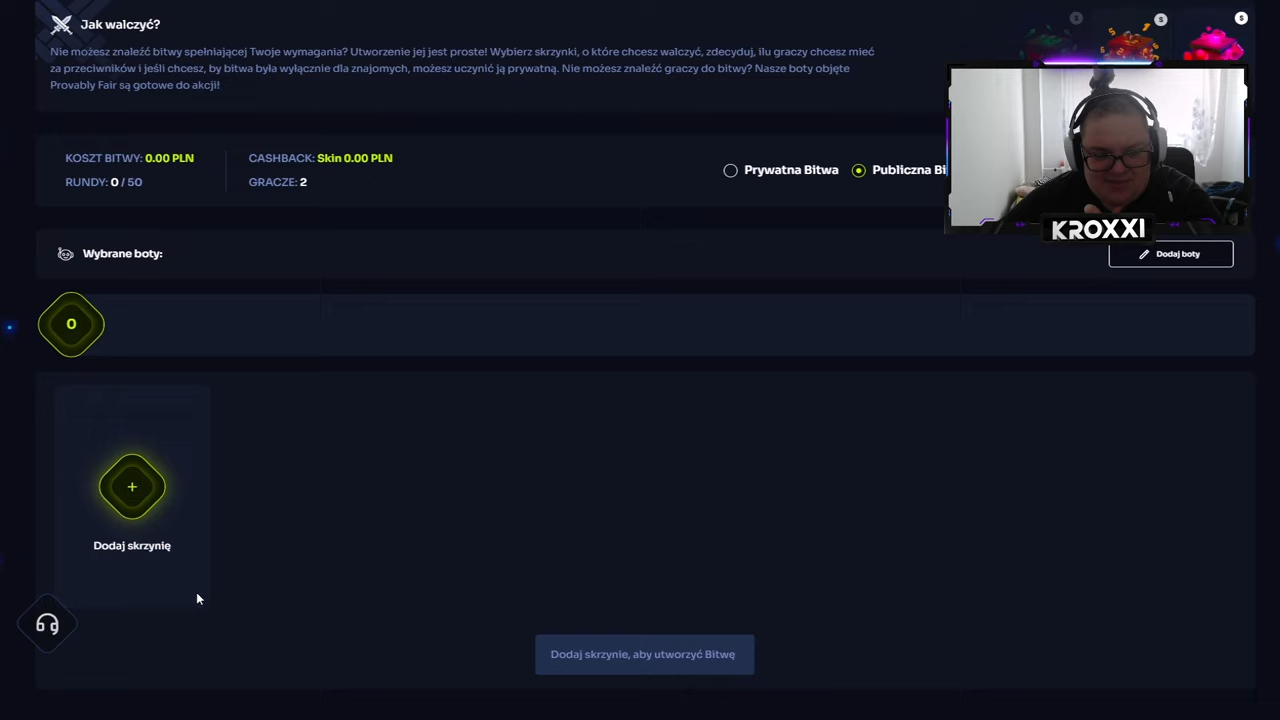 Jak walczyć?
Nie możesz znaleźć bitwy spełniającej Twoje wymagania? Utworzenie jej jest proste! Wybierz skrzynki, o które chcesz walczyć, zdecyduj, ilu graczy chcesz mieć
za przeciwników i jeśli chcesz, by bitwa była wyłącznie dla znajomych, możesz uczynić ją prywatną. Nie możesz znaleźć graczy do bitwy? Nasze boty objęte
Provably Fair są gotowe do akcji!
KOSZT BITWY: 0.00 PLN
CASHBACK: Skin 0.00 PLN
RUNDY: 0 / 50
GRACZE: 2
Prywatna Bitwa
Publiczna Bi
KROXXI
Wybrane boty:
Dodaj boty
0
+
Dodaj skrzynię
Dodaj skrzynie, aby utworzyć Bitwę